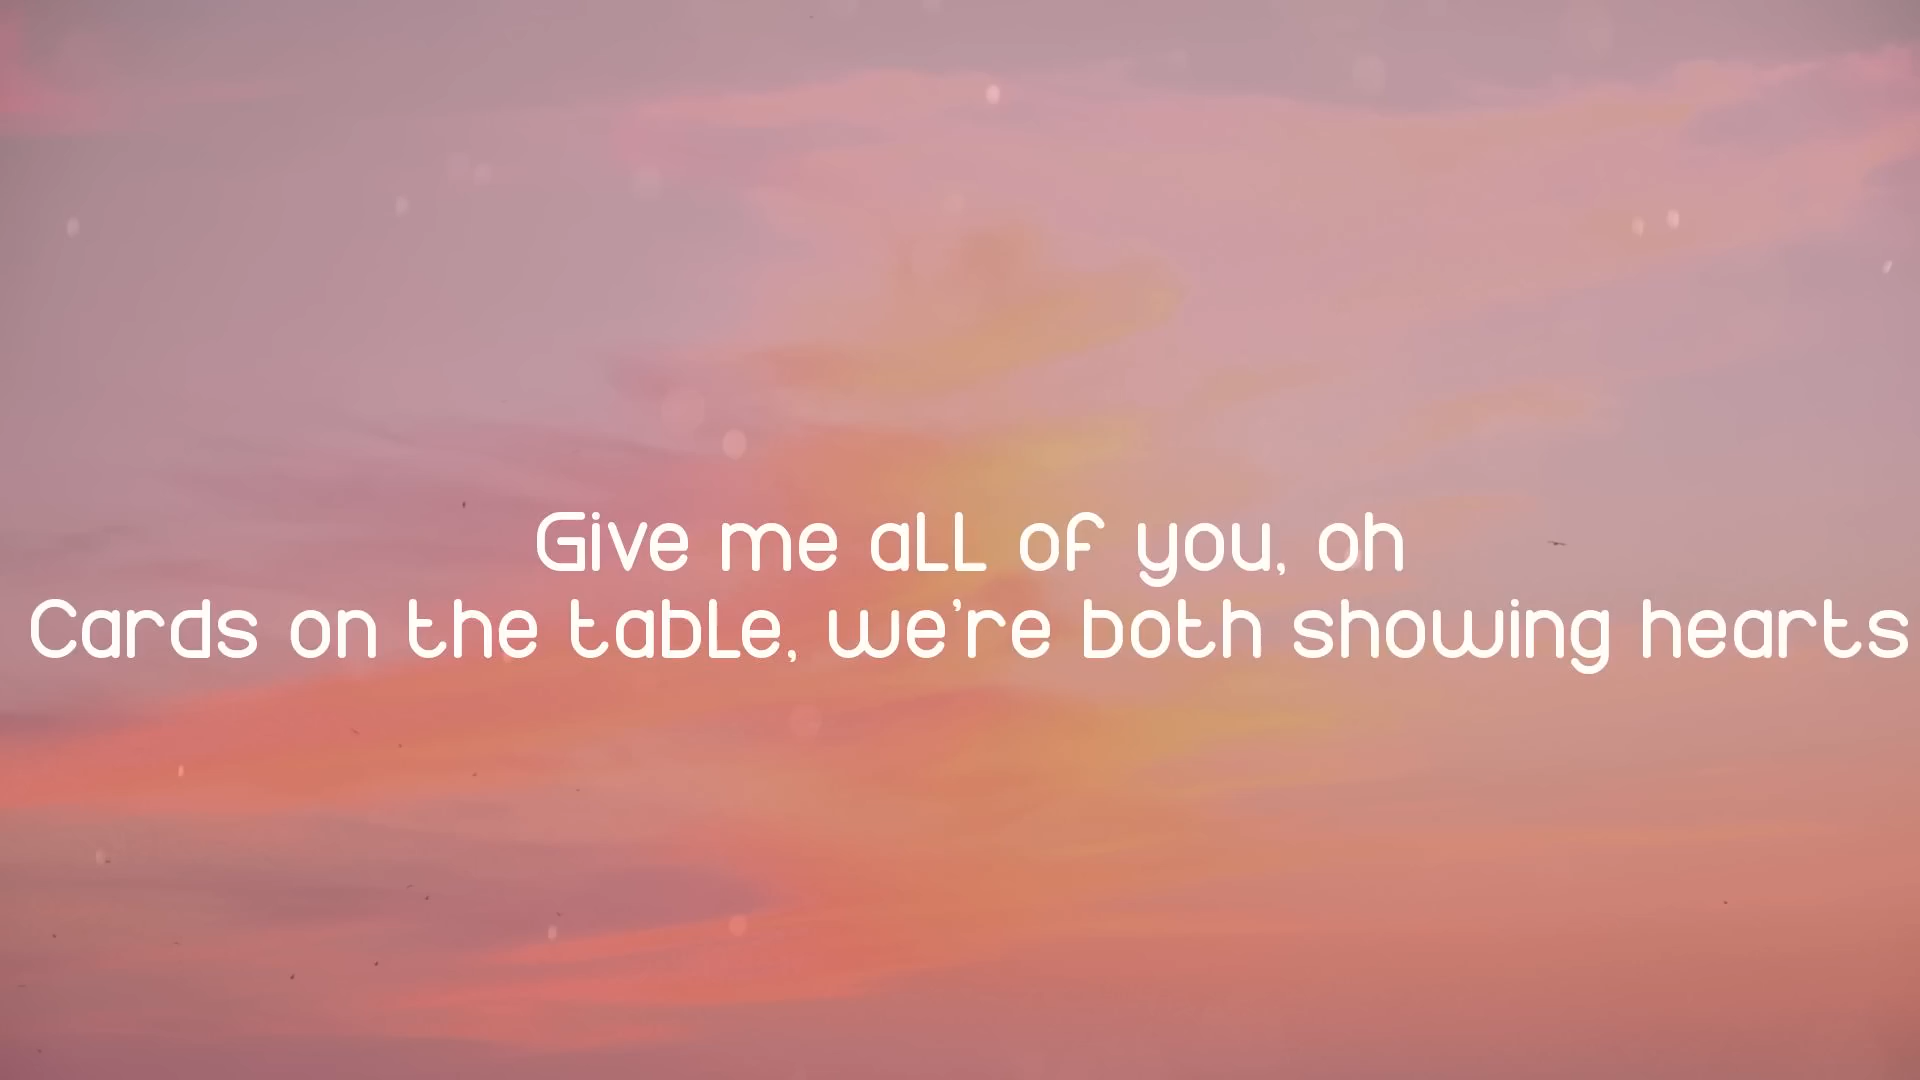 Give me all of you, oh
Cards on the table, we're both showing hearts